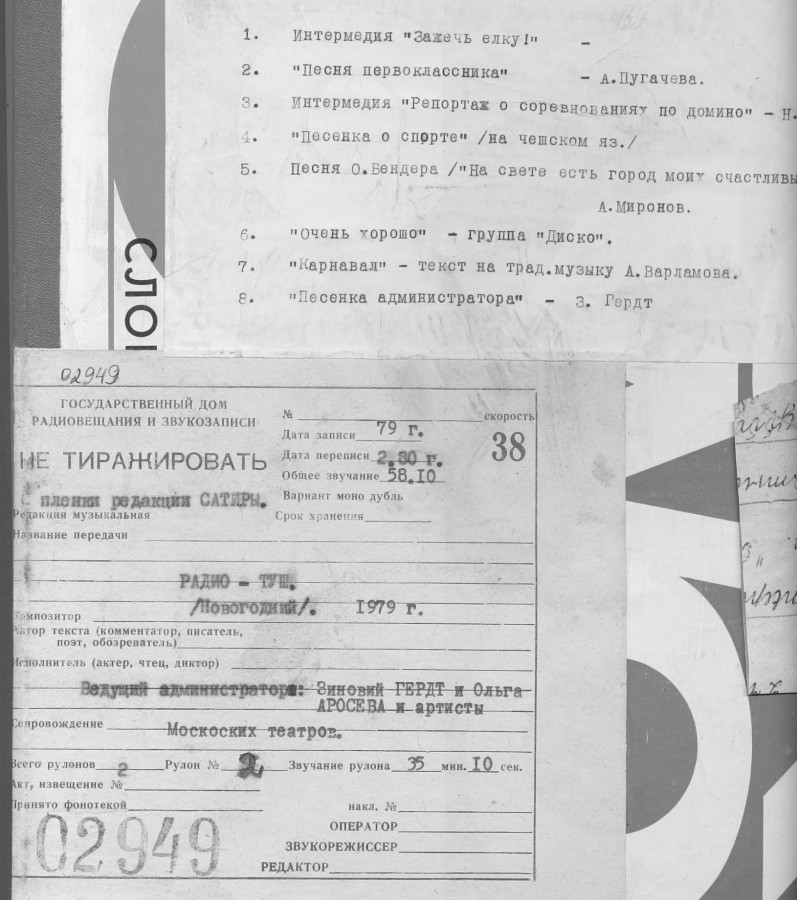 1. Интермедия "Зажечь елку!" –
2. "Песня первоклассника" – А.Пугачева.
3. Интермедия "Репортаж о соревнованиях по домино" – Н.
4. "Песенка о спорте" /на чешском яз./
5. Песня О.Бендера /"На свете есть город моих счастливы
А.Миронов.
6. "Очень хорошо" – группа "Диско".
7. "Карнавал" – текст на трад.музыку А.Варламова.
8. "Песенка администратора" – З. Гердт
СЛО
02949
ГОСУДАРСТВЕННЫЙ ДОМ
РАДИОВЕЩАНИЯ И ЗВУКОЗАПИСИ
НЕ ТИРАЖИРОВАТЬ
С пленки редакции САТИРЫ.
Редакция музыкальная
Название передачи
№ скорость
Дата записи 79 г. 38
Дата переписи 2.80 г.
Общее звучание 58.10
Вариант моно дубль
Срок хранения
РАДИО – ТУШ.
/Новогодний/. 1979 г.
Композитор
Автор текста (комментатор, писатель,
поэт, обозреватель)
Исполнитель (актер, чтец, диктор)
Ведущий администратора: Зиновий ГЕРДТ и Ольга
АРОСЕВА и артисты
Сопровождение Москоских театров.
Всего рулонов 2 Рулон № 2 Звучание рулона 35 мин. 10 сек.
Акт, извещение №
Принято фонотекой накл. №
ОПЕРАТОР
02949
ЗВУКОРЕЖИССЕР
РЕДАКТОР